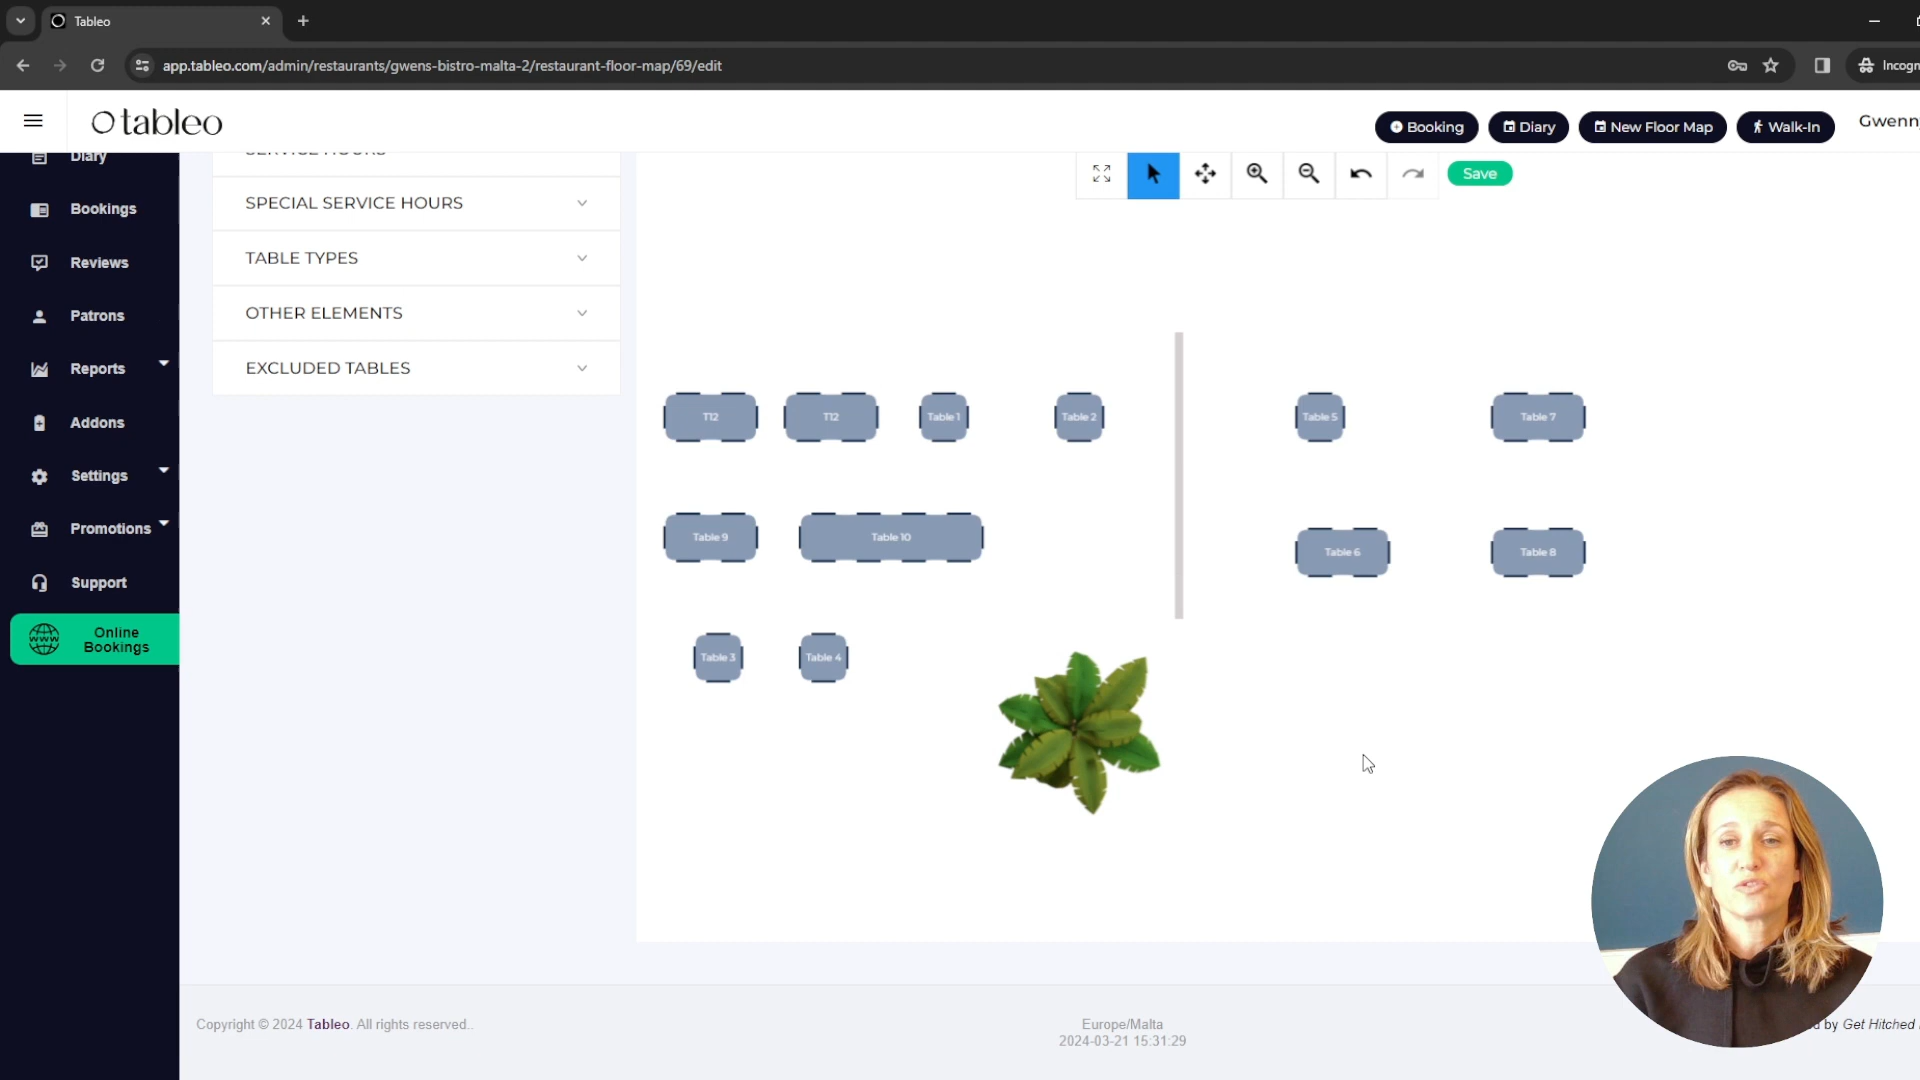 Tableo
app.tableo.com/admin/restaurants/gwens-bistro-malta-2/restaurant-floor-map/69/edit
tableo
Booking
Diary
New Floor Map
Walk-In
Diary
Bookings
Reviews
Patrons
Reports
Addons
Settings
Promotions
Support
www
Online
Bookings
SERVICE HOURS
SPECIAL SERVICE HOURS
TABLE TYPES
OTHER ELEMENTS
EXCLUDED TABLES
Save
T12
T12
Table 1
Table 2
Table 5
Table 7
Table 9
Table 10
Table 6
Table 8
Table 3
Table 4
Copyright © 2024 Tableo. All rights reserved..
Europe/Malta
2024-03-21 15:31:29
by Get Hitched